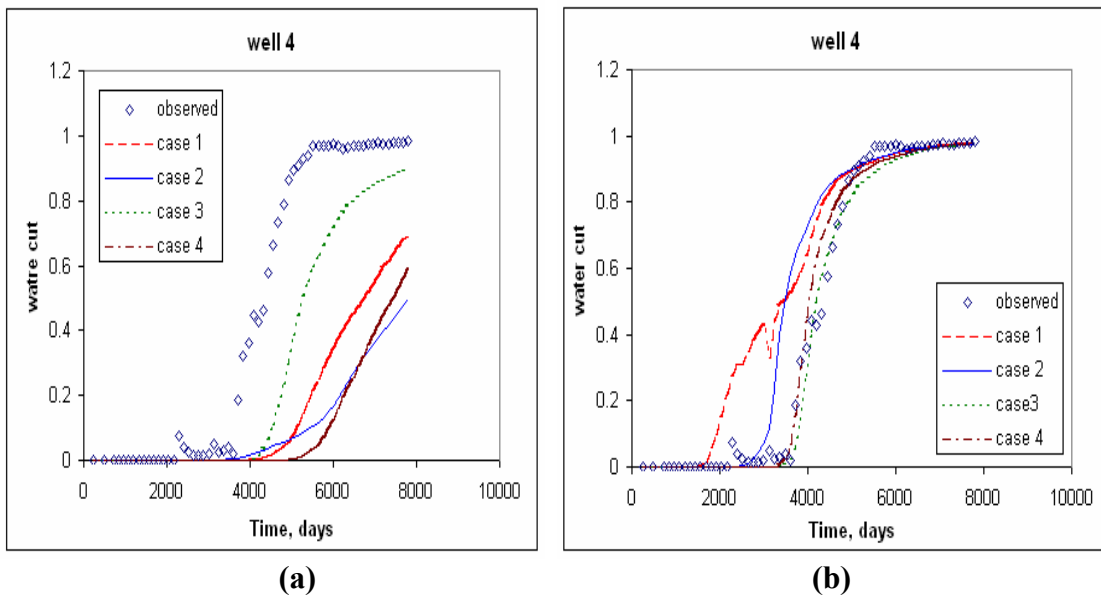 well 4
1.2
1
0.8
0.6
0.4
0.2
0
watre cut
observed
case 1
case 2
case 3
case 4
0 2000 4000 6000 8000 10000
Time, days
(a)
well 4
1.2
1
0.8
0.6
0.4
0.2
0
water cut
observed
case 1
case 2
case3
case 4
0 2000 4000 6000 8000 10000
Time, days
(b)